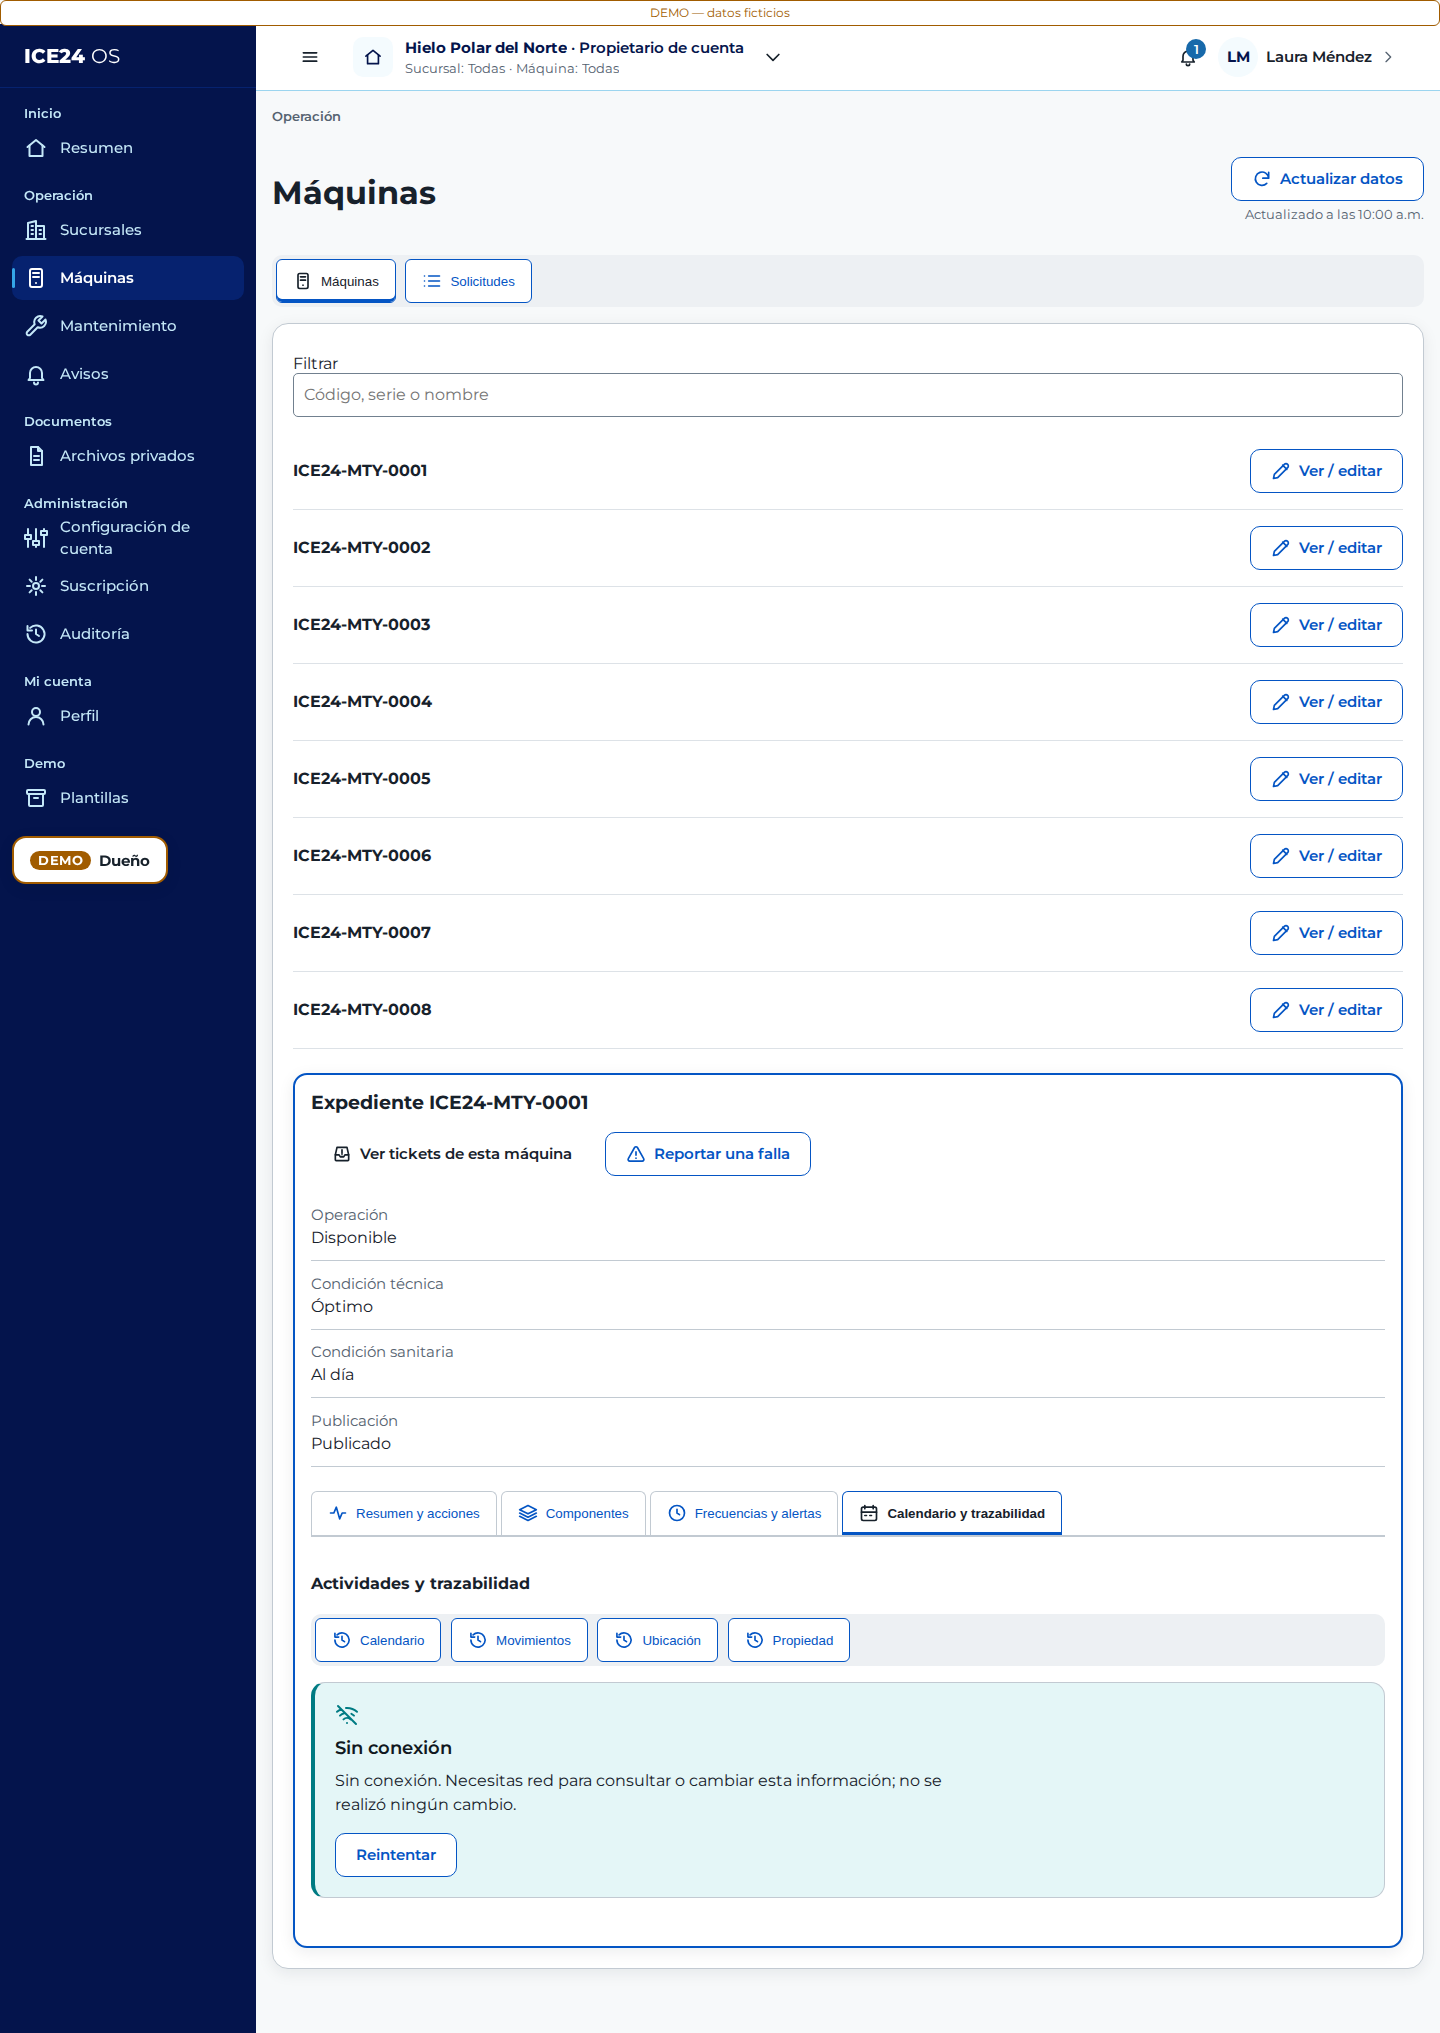 DEMO — datos ficticios
ICE24 OS
Inicio
Resumen
Operación
Sucursales
Máquinas
Mantenimiento
Avisos
Documentos
Archivos privados
Administración
Configuración de
cuenta
Suscripción
Auditoría
Mi cuenta
Perfil
Demo
Plantillas
DEMO Dueño
Hielo Polar del Norte · Propietario de cuenta
Sucursal: Todas · Máquina: Todas
1
LM Laura Méndez
Operación
Máquinas
Actualizar datos
Actualizado a las 10:00 a.m.
Máquinas
Solicitudes
Filtrar
Código, serie o nombre
ICE24-MTY-0001 Ver / editar
ICE24-MTY-0002 Ver / editar
ICE24-MTY-0003 Ver / editar
ICE24-MTY-0004 Ver / editar
ICE24-MTY-0005 Ver / editar
ICE24-MTY-0006 Ver / editar
ICE24-MTY-0007 Ver / editar
ICE24-MTY-0008 Ver / editar
Expediente ICE24-MTY-0001
Ver tickets de esta máquina
Reportar una falla
Operación
Disponible
Condición técnica
Óptimo
Condición sanitaria
Al día
Publicación
Publicado
Resumen y acciones
Componentes
Frecuencias y alertas
Calendario y trazabilidad
Actividades y trazabilidad
Calendario
Movimientos
Ubicación
Propiedad
Sin conexión
Sin conexión. Necesitas red para consultar o cambiar esta información; no se
realizó ningún cambio.
Reintentar